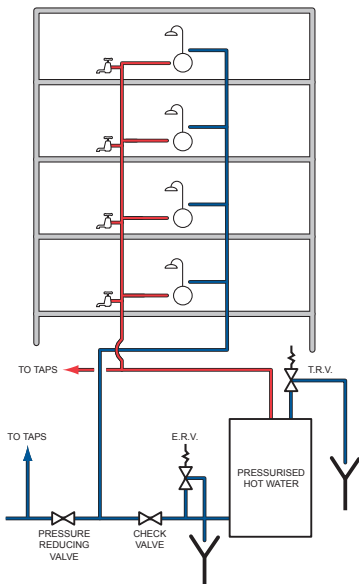 TO TAPS
T.R.V.
TO TAPS
E.R.V.
PRESSURISED
HOT WATER
PRESSURE
REDUCING
VALVE
CHECK
VALVE